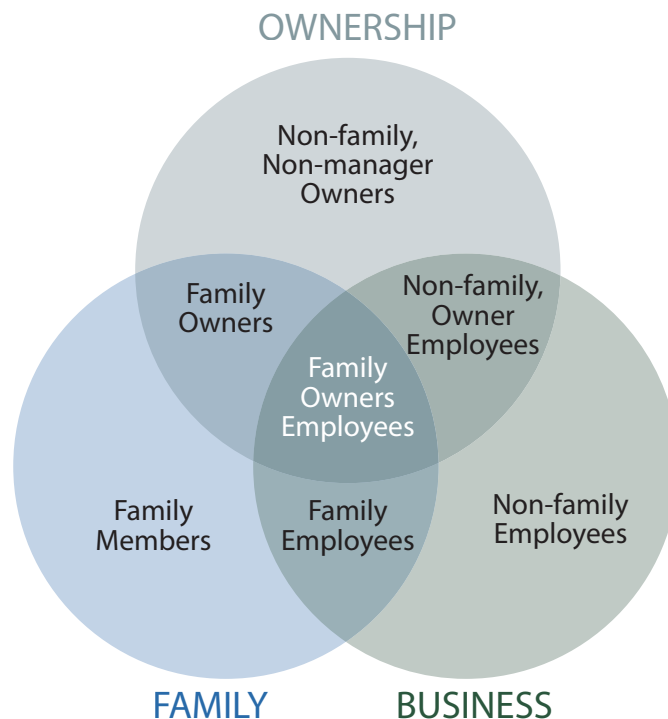 OWNERSHIP
Non-family,
Non-manager
Owners
Family
Owners
Non-family,
Owner
Employees
Family
Owners
Employees
Family
Members
Family
Employees
Non-family
Employees
FAMILY
BUSINESS